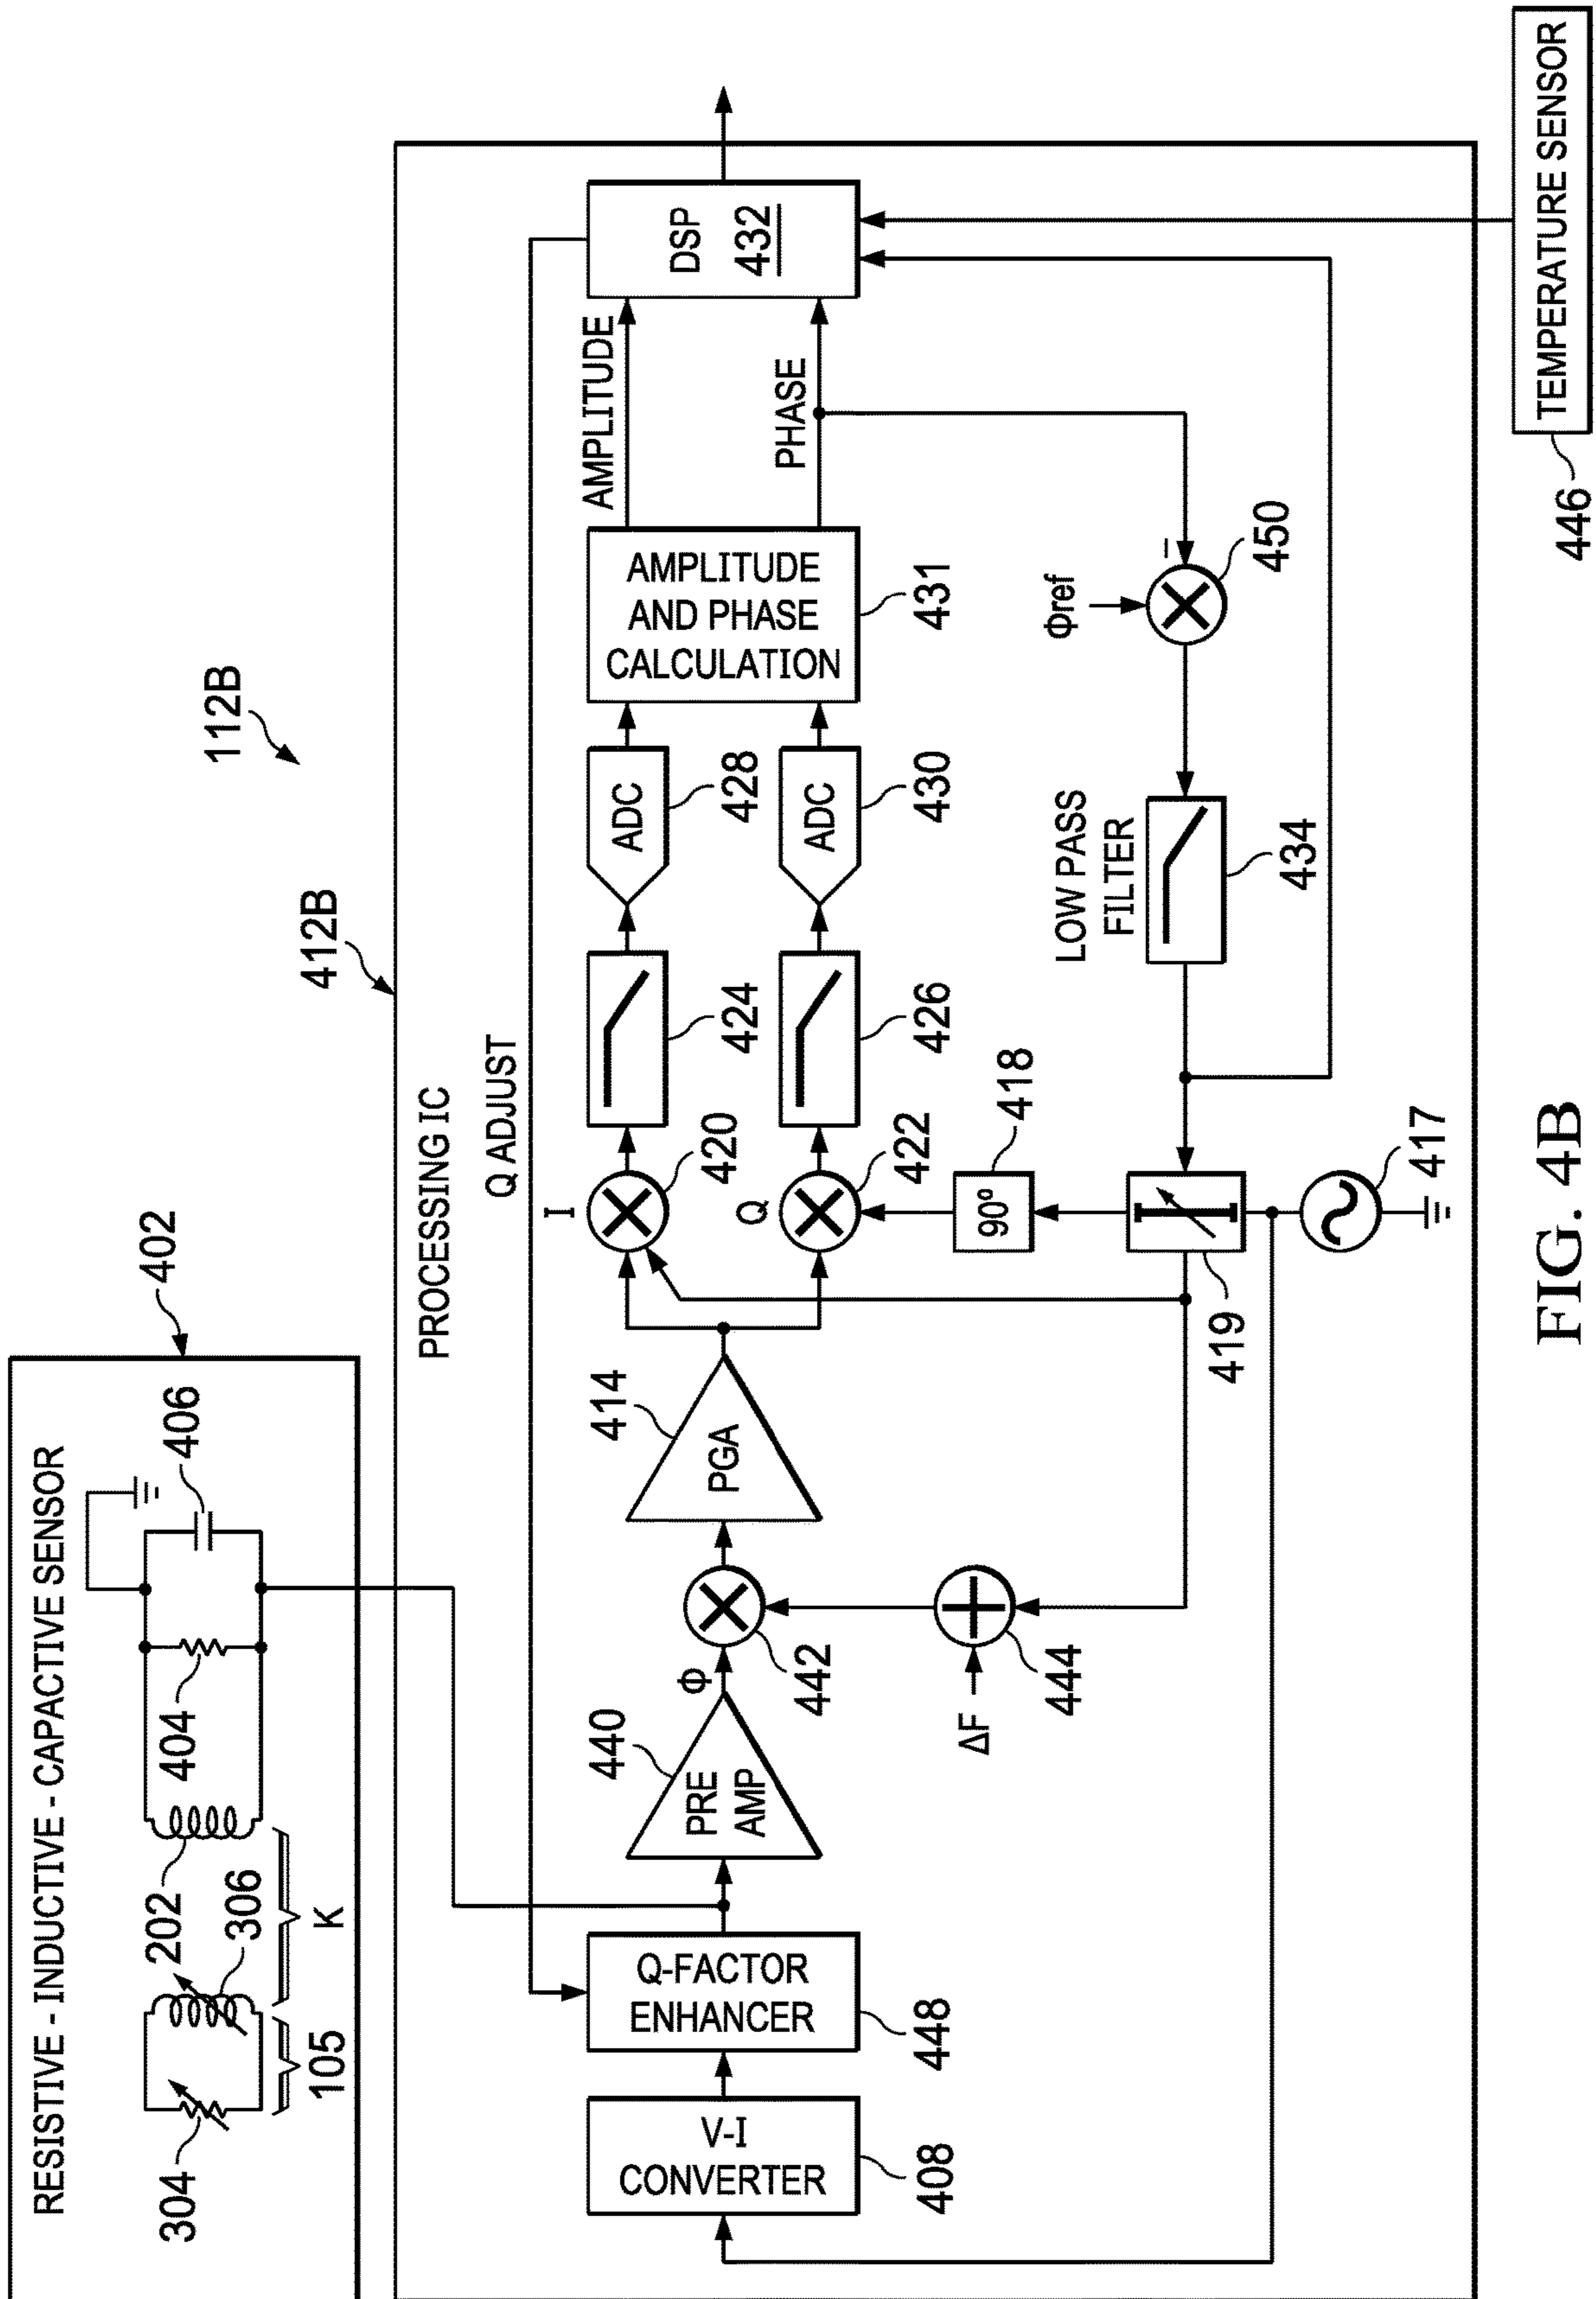 RESISTIVE - INDUCTIVE - CAPACTIVE SENSOR
402
304
105
306
202
K
404
406
112B
412B
PROCESSING IC
Q ADJUST
V-I
CONVERTER
408
Q-FACTOR
ENHANCER
448
PRE
AMP
440
Φ
442
ΔF
444
PGA
414
I
420
Q
422
90°
418
419
417
424
426
ADC
428
ADC
430
AMPLITUDE
AND PHASE
CALCULATION
431
AMPLITUDE
PHASE
DSP
432
Φref
–
450
LOW PASS
FILTER
434
TEMPERATURE SENSOR
446
FIG. 4B